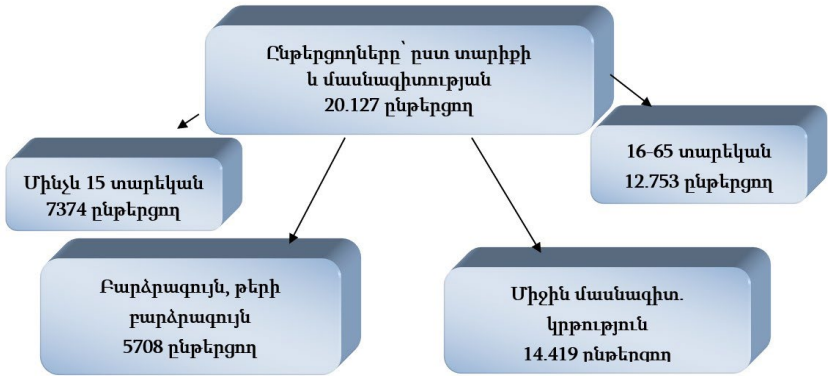 Ընթերցողները՝ ըստ տարիքի
և մասնագիտության
20.127 ընթերցող
Մինչև 15 տարեկան
7374 ընթերցող
16-65 տարեկան
12.753 ընթերցող
Բարձրագույն, թերի
բարձրագույն
5708 ընթերցող
Միջին մասնագիտ.
կրթություն
14.419 ընթերցող